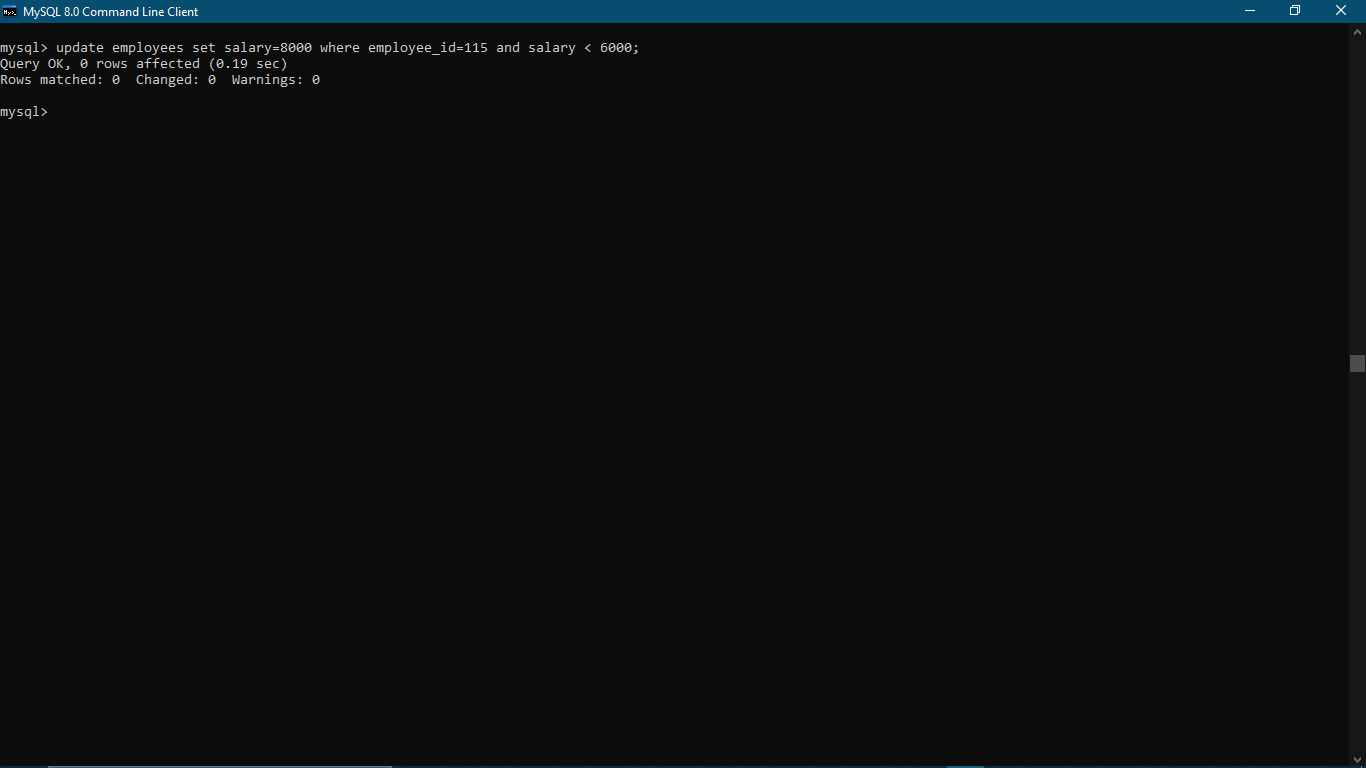 MySQL 8.0 Command Line Client
mysql> update employees set salary=8000 where employee_id=115 and salary < 6000;
Query OK, 0 rows affected (0.19 sec)
Rows matched: 0  Changed: 0  Warnings: 0
mysql>